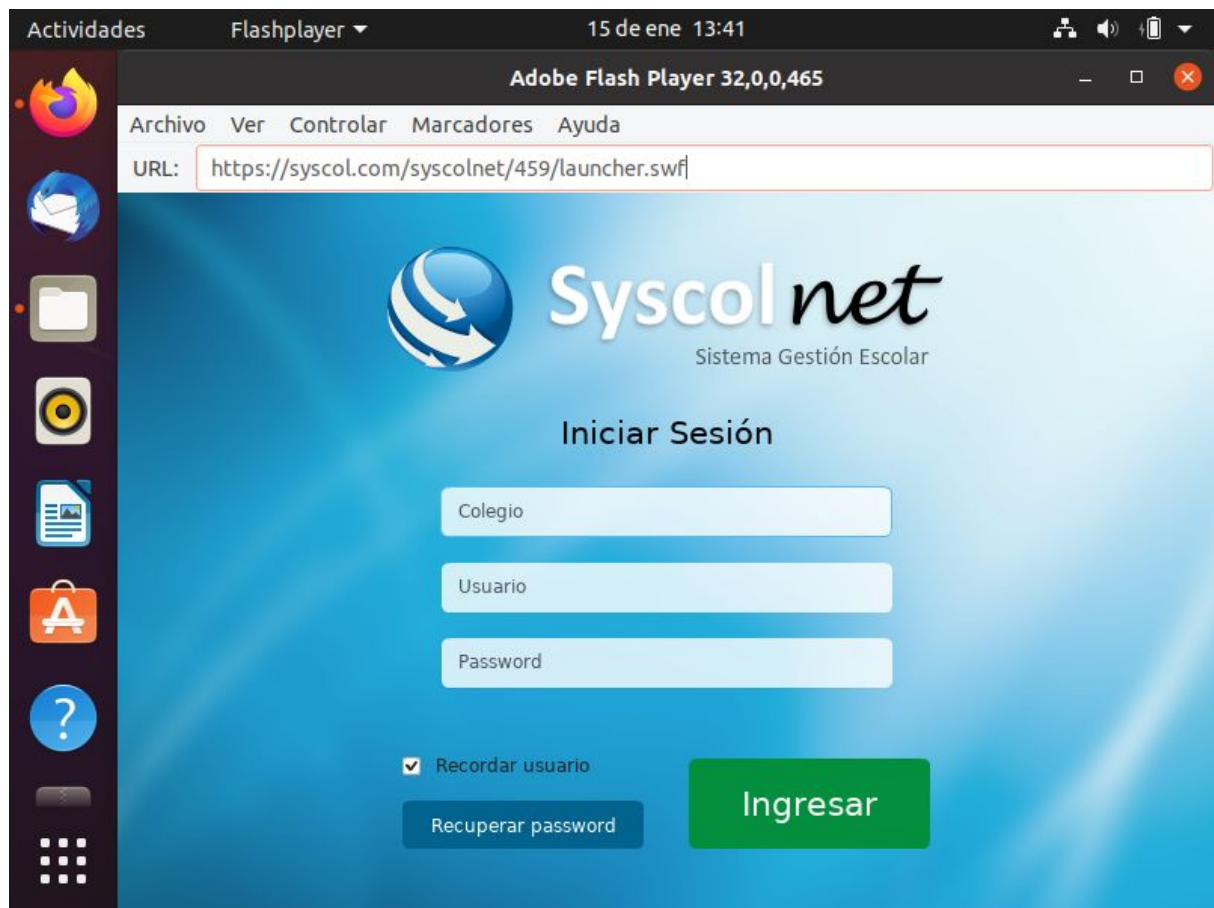 Actividades Flashplayer 15 de ene 13:41
Adobe Flash Player 32,0,0,465
Archivo Ver Controlar Marcadores Ayuda
URL: https://syscol.com/syscolnet/459/launcher.swf
Syscol net
Sistema Gestión Escolar
Iniciar Sesión
Colegio
Usuario
Password
Recordar usuario
Recuperar password
Ingresar